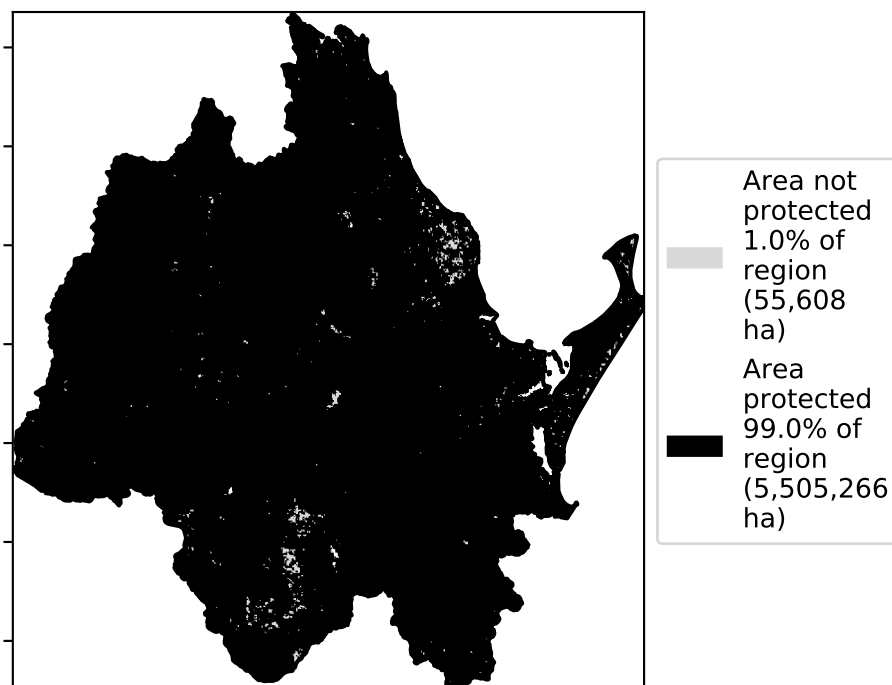 Area not
protected
1.0% of
region
(55,608
ha)
Area
protected
99.0% of
region
(5,505,266
ha)